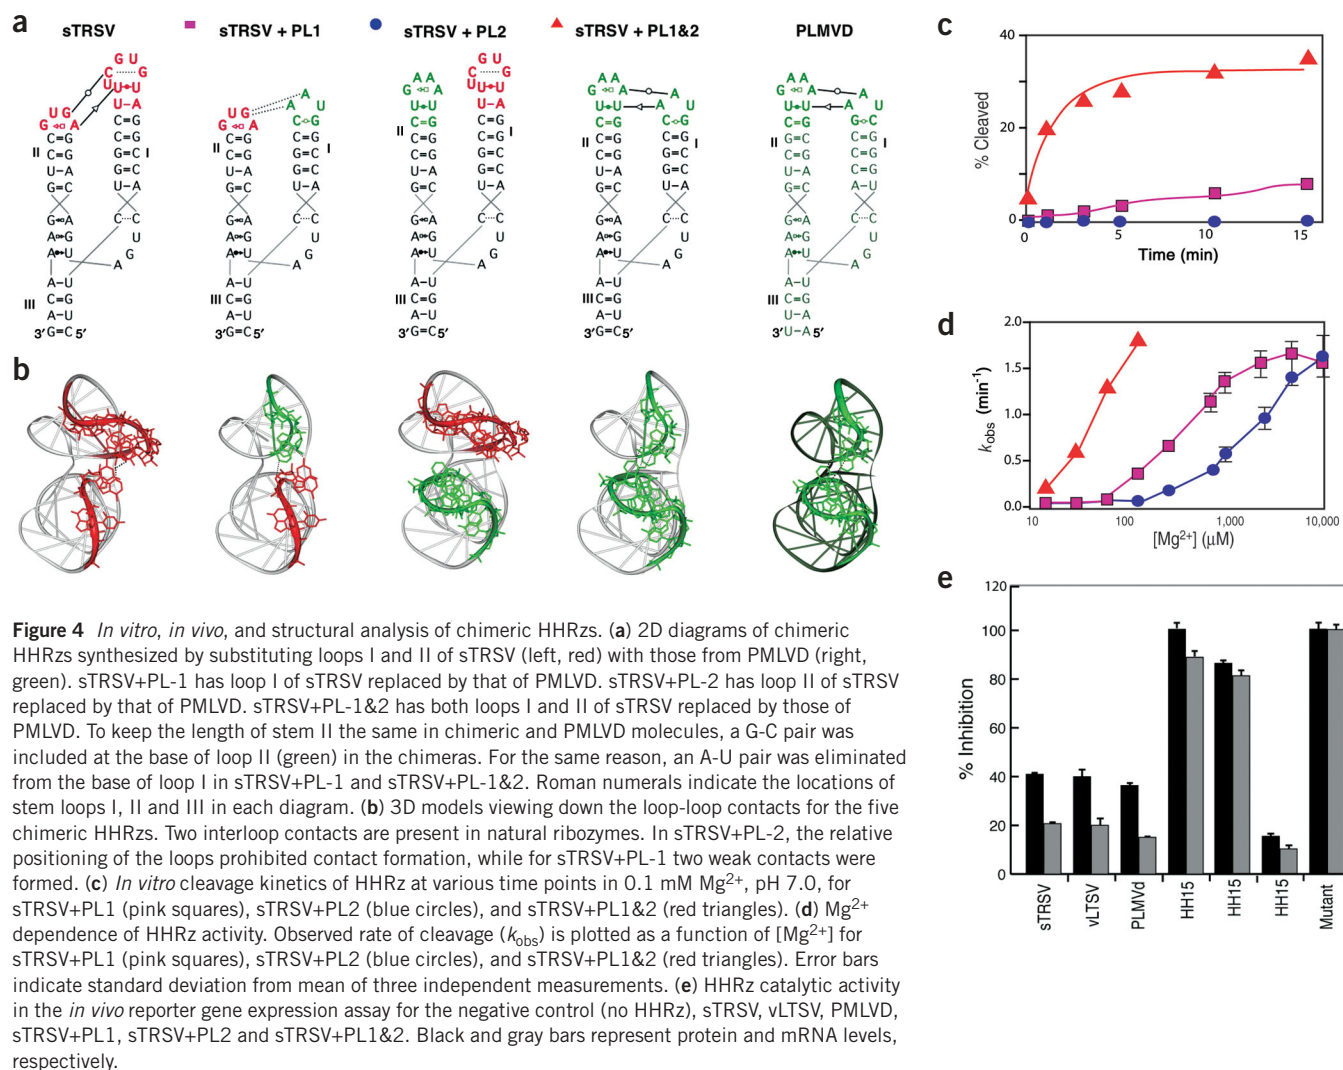 a
sTRSV
sTRSV + PL1
sTRSV + PL2
sTRSV + PL1&2
PLMVD
II
I
III
3' 5'
b
c
% Cleaved
40
20
0
0 5 10 15
Time (min)
d
k_obs (min⁻¹)
2.0
1.5
1.0
0.5
0.0
10 100 1,000 10,000
[Mg²⁺] (μM)
e
% Inhibition
120
100
80
60
40
20
0
sTRSV
vLTSV
PLMVd
HH15
HH15
HH15
Mutant
Figure 4 In vitro, in vivo, and structural analysis of chimeric HHRzs. (a) 2D diagrams of chimeric
HHRzs synthesized by substituting loops I and II of sTRSV (left, red) with those from PMLVD (right,
green). sTRSV+PL-1 has loop I of sTRSV replaced by that of PMLVD. sTRSV+PL-2 has loop II of sTRSV
replaced by that of PMLVD. sTRSV+PL-1&2 has both loops I and II of sTRSV replaced by those of
PMLVD. To keep the length of stem II the same in chimeric and PMLVD molecules, a G-C pair was
included at the base of loop II (green) in the chimeras. For the same reason, an A-U pair was eliminated
from the base of loop I in sTRSV+PL-1 and sTRSV+PL-1&2. Roman numerals indicate the locations of
stem loops I, II and III in each diagram. (b) 3D models viewing down the loop-loop contacts for the five
chimeric HHRzs. Two interloop contacts are present in natural ribozymes. In sTRSV+PL-2, the relative
positioning of the loops prohibited contact formation, while for sTRSV+PL-1 two weak contacts were
formed. (c) In vitro cleavage kinetics of HHRz at various time points in 0.1 mM Mg²⁺, pH 7.0, for
sTRSV+PL1 (pink squares), sTRSV+PL2 (blue circles), and sTRSV+PL1&2 (red triangles). (d) Mg²⁺
dependence of HHRz activity. Observed rate of cleavage (k_obs) is plotted as a function of [Mg²⁺] for
sTRSV+PL1 (pink squares), sTRSV+PL2 (blue circles), and sTRSV+PL1&2 (red triangles). Error bars
indicate standard deviation from mean of three independent measurements. (e) HHRz catalytic activity
in the in vivo reporter gene expression assay for the negative control (no HHRz), sTRSV, vLTSV, PMLVD,
sTRSV+PL1, sTRSV+PL2 and sTRSV+PL1&2. Black and gray bars represent protein and mRNA levels,
respectively.